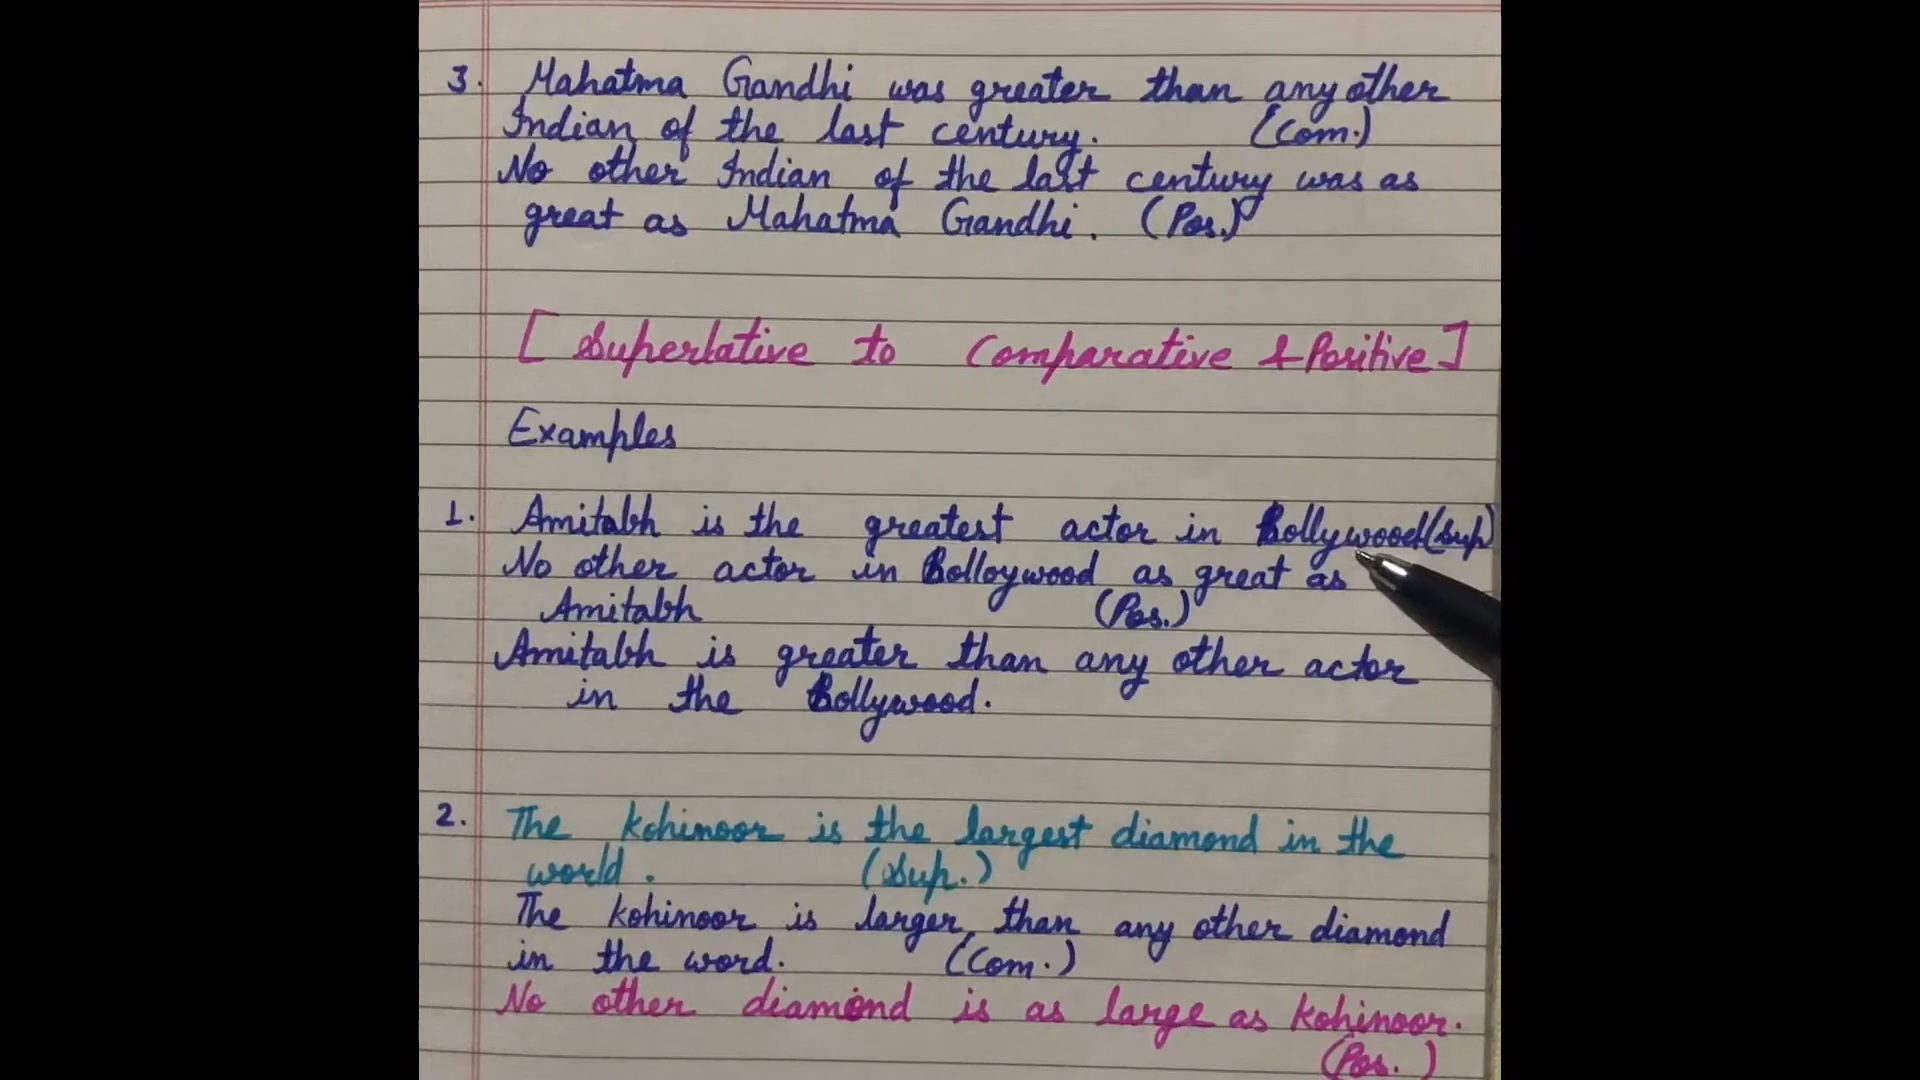 3. Mahatma Gandhi was greater than any other
Indian of the last century. (Com.)
No other Indian of the last century was as
great as Mahatma Gandhi. (Pos.)
[ Superlative to Comparative & Positive ]
Examples
1. Amitabh is the greatest actor in Bollywood (Sup)
No other actor in Bolloywood as great as
Amitabh (Pos.)
Amitabh is greater than any other actor
in the Bollywood.
2. The kohinoor is the largest diamond in the
world. (Sup.)
The kohinoor is larger than any other diamond
in the word. (Com.)
No other diamond is as large as kohinoor.
(Pos.)